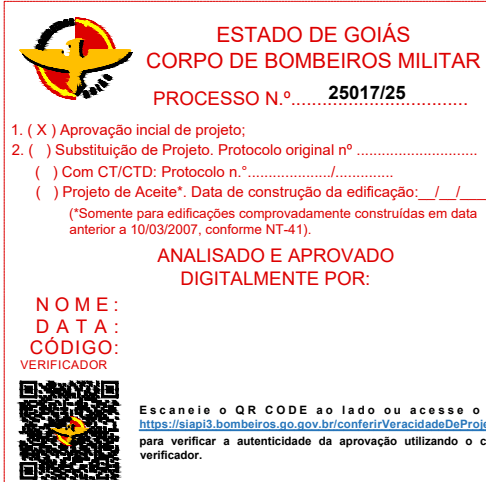 ESTADO DE GOIÁS
CORPO DE BOMBEIROS MILITAR
PROCESSO N.º...... 25017/25 ......
1. ( X ) Aprovação incial de projeto;
2. (   ) Substituição de Projeto. Protocolo original nº ............................
(   ) Com CT/CTD: Protocolo n.°...................../..............
(   ) Projeto de Aceite*. Data de construção da edificação:__/__/____
(*Somente para edificações comprovadamente construídas em data
anterior a 10/03/2007, conforme NT-41).
ANALISADO E APROVADO
DIGITALMENTE POR:
NOME:
DATA:
CÓDIGO:
VERIFICADOR
Escaneie o QR CODE ao lado ou acesse o
https://siapi3.bombeiros.go.gov.br/conferirVeracidadeDeProje
para verificar a autenticidade da aprovação utilizando o c
verificador.
GOIÁS